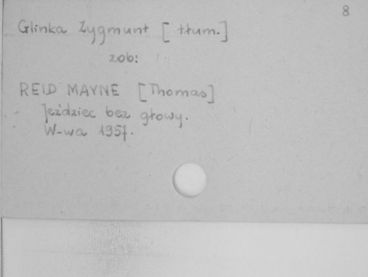 8
Glinka Zygmunt [tłum.]
zob:
REID MAYNE [Thomas]
Jeździec bez głowy.
W-wa 1957.